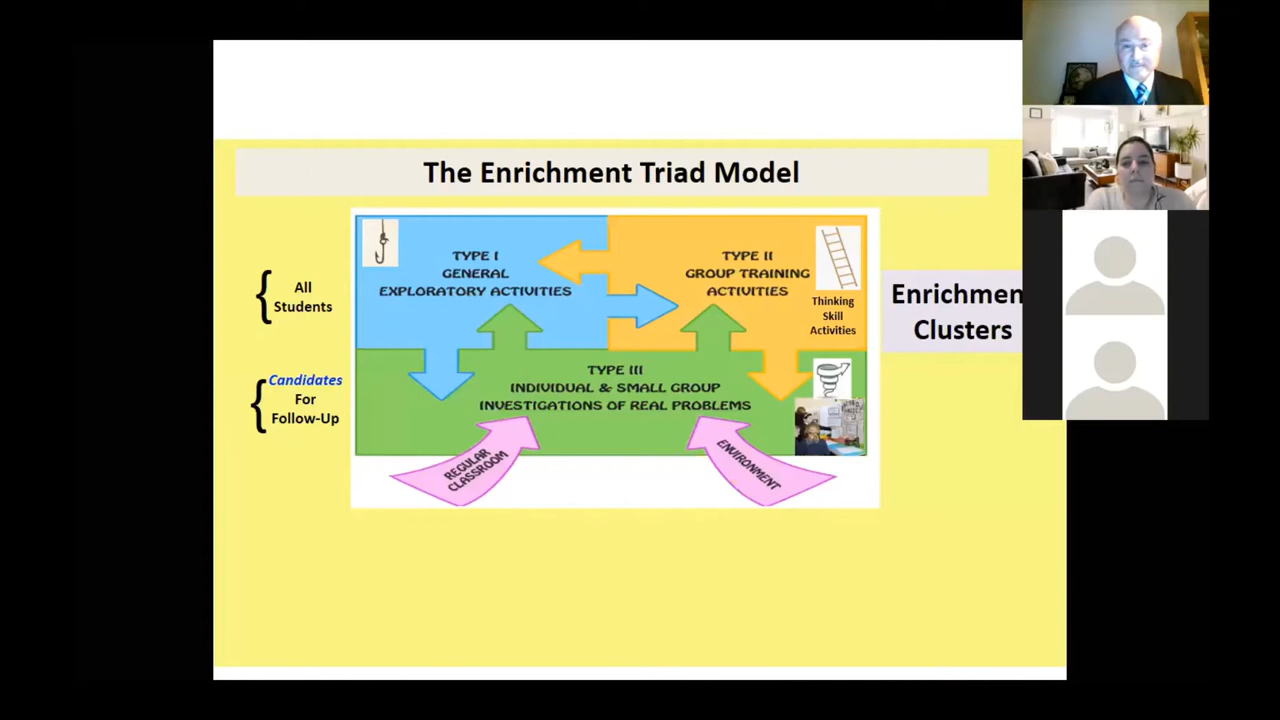 The Enrichment Triad Model
TYPE I
GENERAL
EXPLORATORY ACTIVITIES
TYPE II
GROUP TRAINING
ACTIVITIES
Thinking
Skill
Activities
All
Students
Enrichmen
Clusters
TYPE III
INDIVIDUAL & SMALL GROUP
INVESTIGATIONS OF REAL PROBLEMS
Candidates
For
Follow-Up
REGULAR
CLASSROOM
ENVIRONMENT